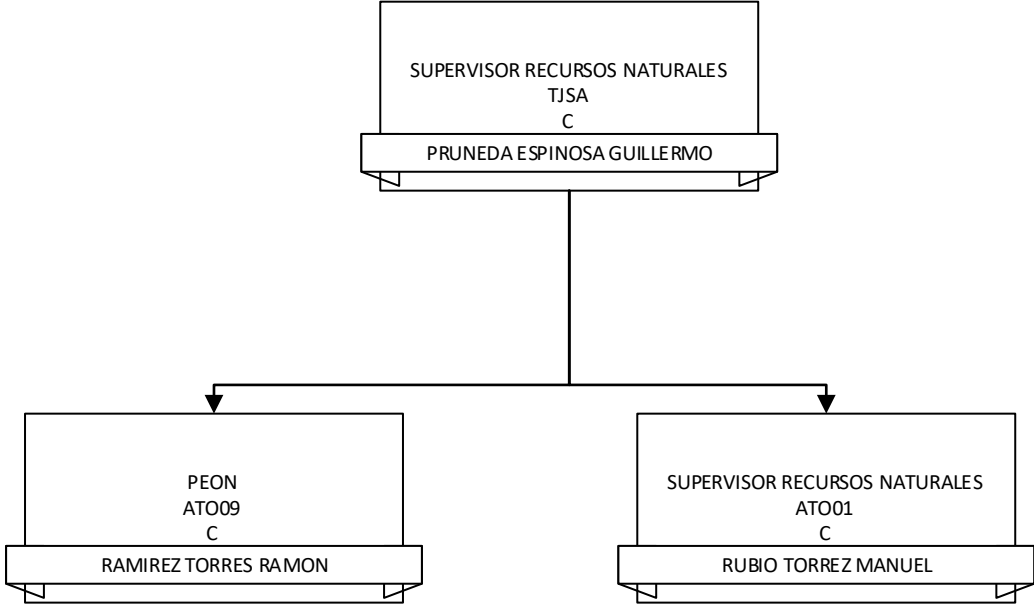 SUPERVISOR RECURSOS NATURALES
TJSA
C
PRUNEDA ESPINOSA GUILLERMO
PEON
ATO09
C
RAMIREZ TORRES RAMON
SUPERVISOR RECURSOS NATURALES
ATO01
C
RUBIO TORREZ MANUEL